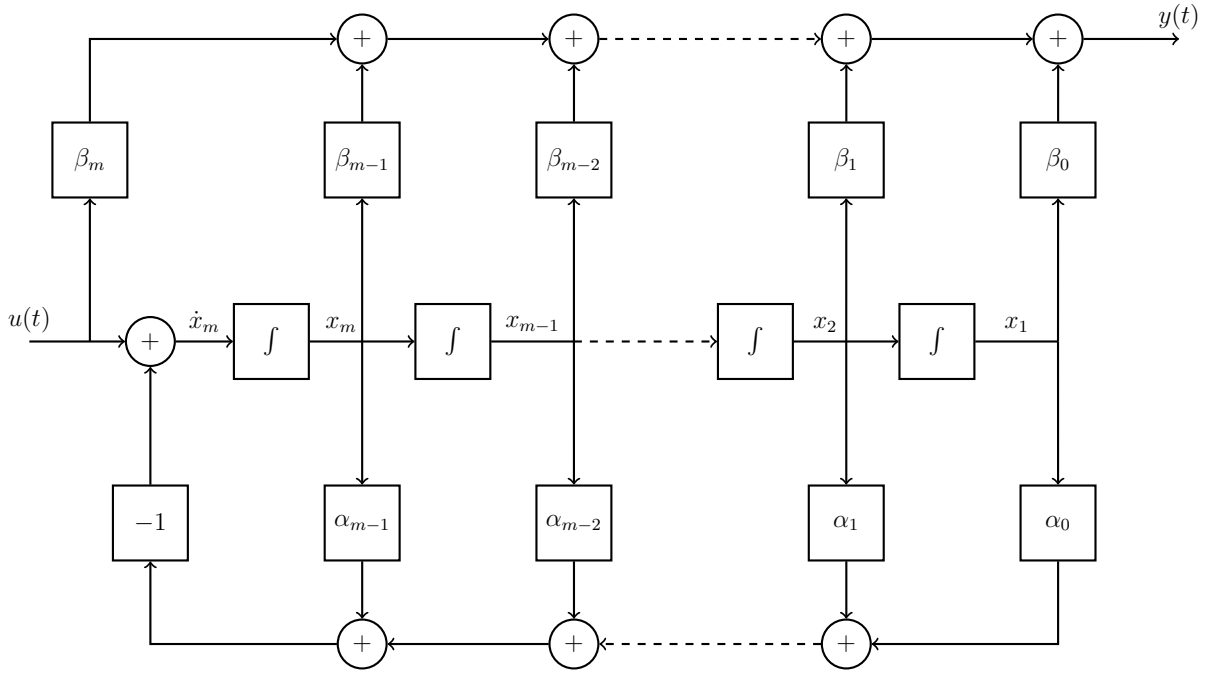 + + + + y(t)
β_m β_{m−1} β_{m−2} β_1 β_0
u(t) + ẋ_m ∫ x_m ∫ x_{m−1} ∫ x_2 ∫ x_1
−1 α_{m−1} α_{m−2} α_1 α_0
+ + +